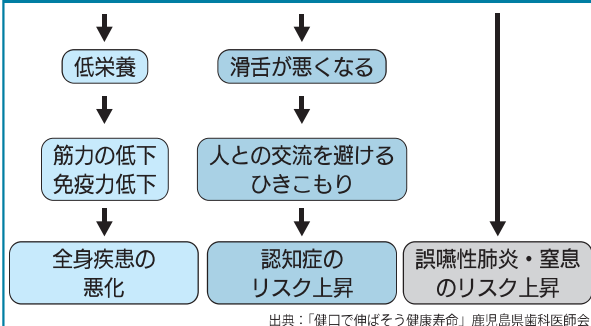 低栄養
滑舌が悪くなる
筋力の低下
免疫力低下
人との交流を避ける
ひきこもり
全身疾患の
悪化
認知症の
リスク上昇
誤嚥性肺炎・窒息
のリスク上昇
出典：「健口で伸ばそう健康寿命」鹿児島県歯科医師会